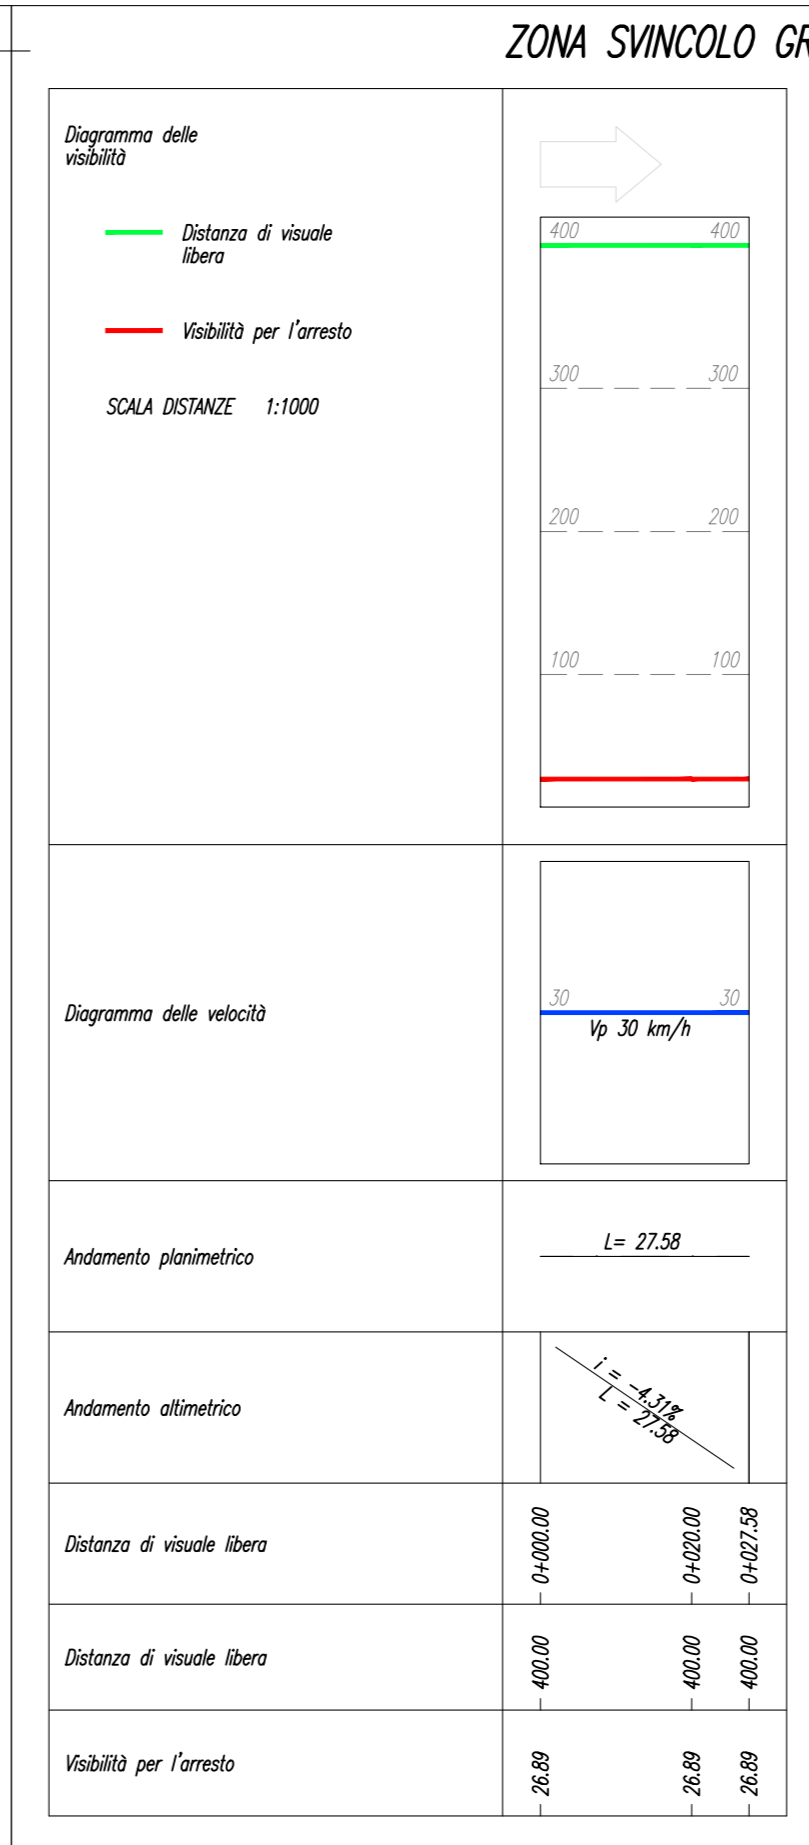 ZONA SVINCOLO GR
Diagramma delle
visibilità
Distanza di visuale
libera
Visibilità per l'arresto
SCALA DISTANZE 1:1000
400 400
300 300
200 200
100 100
Diagramma delle velocità
30 30
Vp 30 km/h
Andamento planimetrico
L= 27.58
Andamento altimetrico
i = -4.31%
L = 27.58
Distanza di visuale libera
0+000.00 0+020.00 0+027.58
Distanza di visuale libera
400.00 400.00 400.00
Visibilità per l'arresto
26.89 26.89 26.89